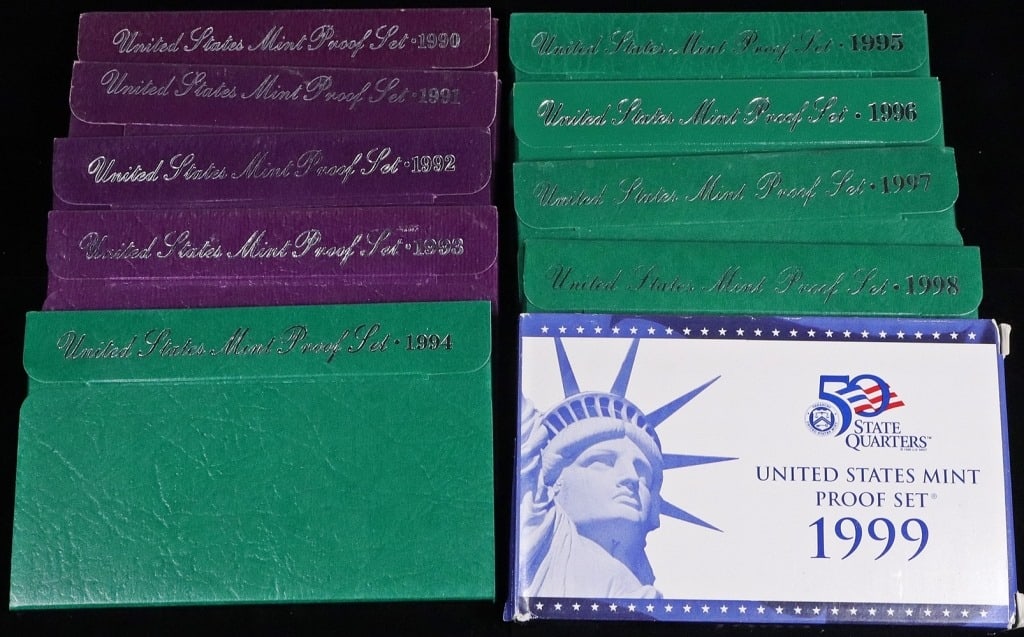 United States Mint Proof Set · 1990
United States Mint Proof Set · 1991
United States Mint Proof Set · 1992
United States Mint Proof Set · 1993
United States Mint Proof Set · 1994
United States Mint Proof Set · 1995
United States Mint Proof Set · 1996
United States Mint Proof Set · 1997
United States Mint Proof Set · 1998
50
STATE
QUARTERS™
UNITED STATES MINT
PROOF SET®
1999